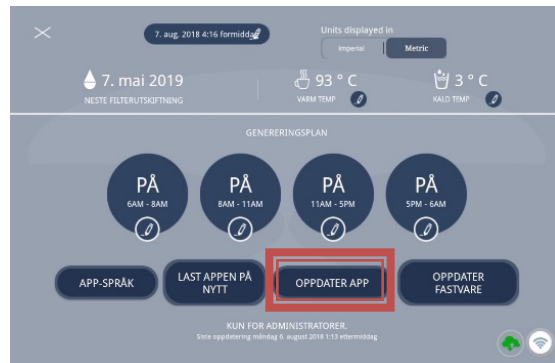 7. aug. 2018 4:16 formiddag
Units displayed in
Imperial
Metric
7. mai 2019
NESTE FILTERUTSKIFTNING
93 ° C
VARM TEMP
3 ° C
KALD TEMP
GENERERINGSPLAN
PÅ
6AM - 8AM
PÅ
8AM - 11AM
PÅ
11AM - 5PM
PÅ
5PM - 6AM
APP-SPRÅK
LAST APPEN PÅ
NYTT
OPPDATER APP
OPPDATER
FASTVARE
KUN FOR ADMINISTRATORER.
Siste oppdatering måndag 6. august 2018 1:13 ettermiddag